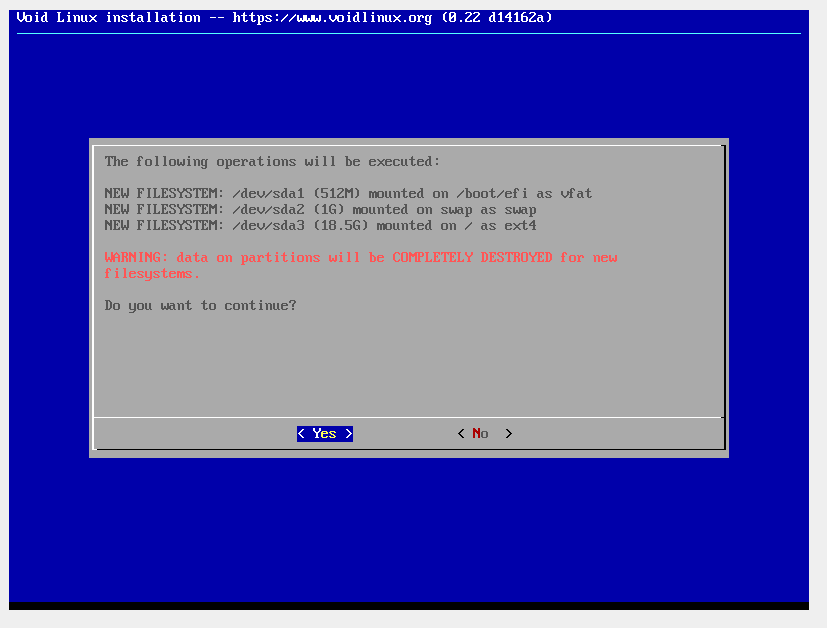 Void Linux installation -- https://www.voidlinux.org (0.22 d14162a)
The following operations will be executed:
NEW FILESYSTEM: /dev/sda1 (512M) mounted on /boot/efi as vfat
NEW FILESYSTEM: /dev/sda2 (1G) mounted on swap as swap
NEW FILESYSTEM: /dev/sda3 (18.5G) mounted on / as ext4
WARNING: data on partitions will be COMPLETELY DESTROYED for new
filesystems.
Do you want to continue?
< Yes > < No >